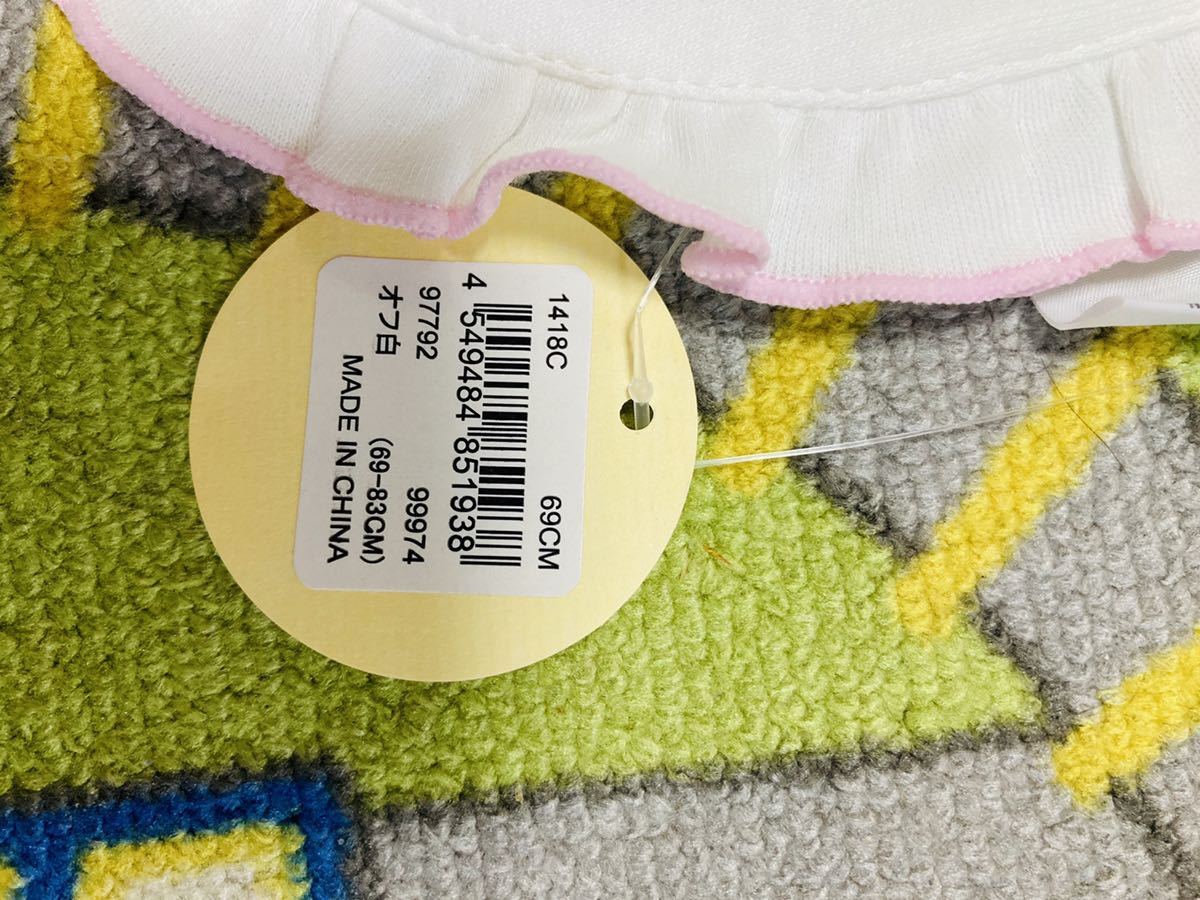 1418C 69CM
4 549484 851938
97792 99974
オフ白 (69-83CM)
MADE IN CHINA